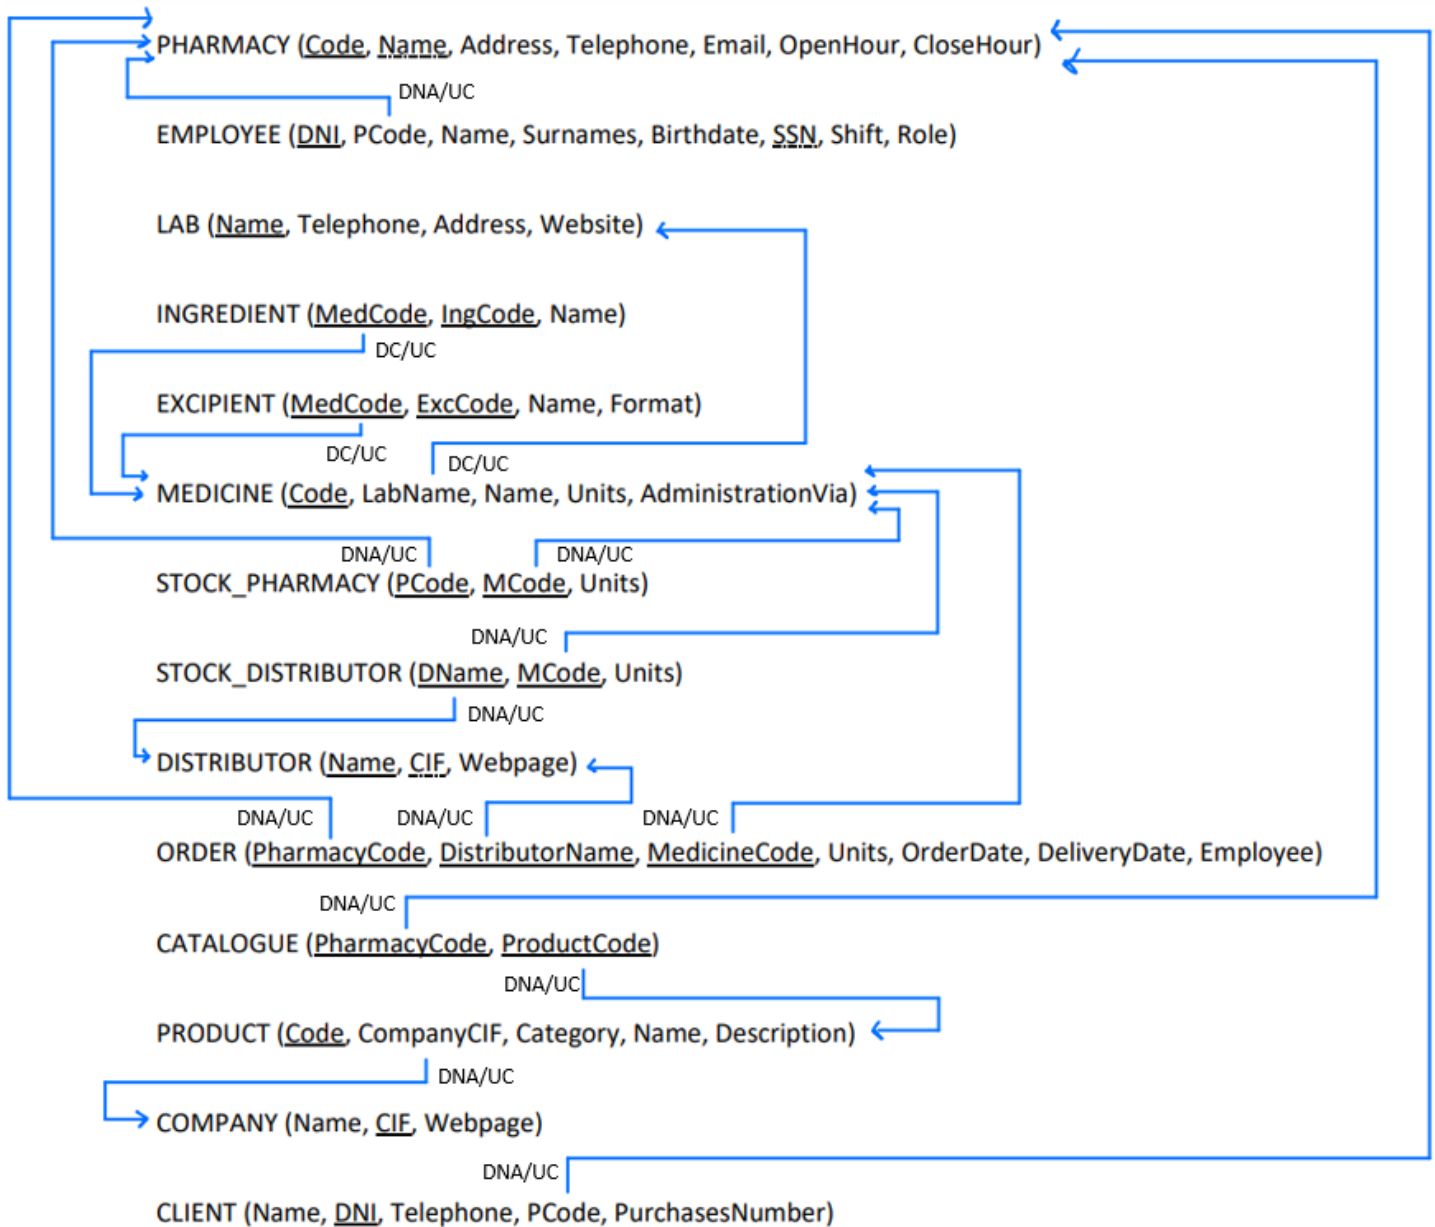 PHARMACY (Code, Name, Address, Telephone, Email, OpenHour, CloseHour)
DNA/UC
EMPLOYEE (DNI, PCode, Name, Surnames, Birthdate, SSN, Shift, Role)
LAB (Name, Telephone, Address, Website)
INGREDIENT (MedCode, IngCode, Name)
DC/UC
EXCIPIENT (MedCode, ExcCode, Name, Format)
DC/UC DC/UC
MEDICINE (Code, LabName, Name, Units, AdministrationVia)
DNA/UC DNA/UC
STOCK_PHARMACY (PCode, MCode, Units)
DNA/UC
STOCK_DISTRIBUTOR (DName, MCode, Units)
DNA/UC
DISTRIBUTOR (Name, CIF, Webpage)
DNA/UC DNA/UC DNA/UC
ORDER (PharmacyCode, DistributorName, MedicineCode, Units, OrderDate, DeliveryDate, Employee)
DNA/UC
CATALOGUE (PharmacyCode, ProductCode)
DNA/UC
PRODUCT (Code, CompanyCIF, Category, Name, Description)
DNA/UC
COMPANY (Name, CIF, Webpage)
DNA/UC
CLIENT (Name, DNI, Telephone, PCode, PurchasesNumber)